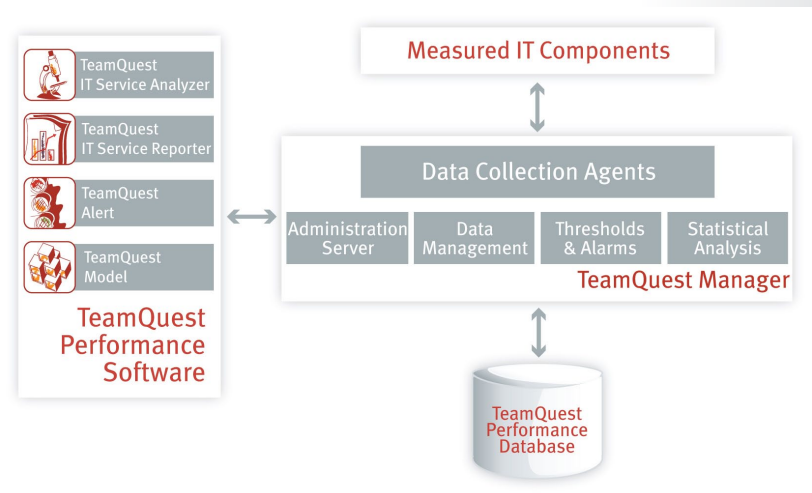 TeamQuest
IT Service Analyzer
TeamQuest
IT Service Reporter
TeamQuest
Alert
TeamQuest
Model
TeamQuest
Performance
Software
Measured IT Components
Data Collection Agents
Administration
Server
Data
Management
Thresholds
& Alarms
Statistical
Analysis
TeamQuest Manager
TeamQuest
Performance
Database